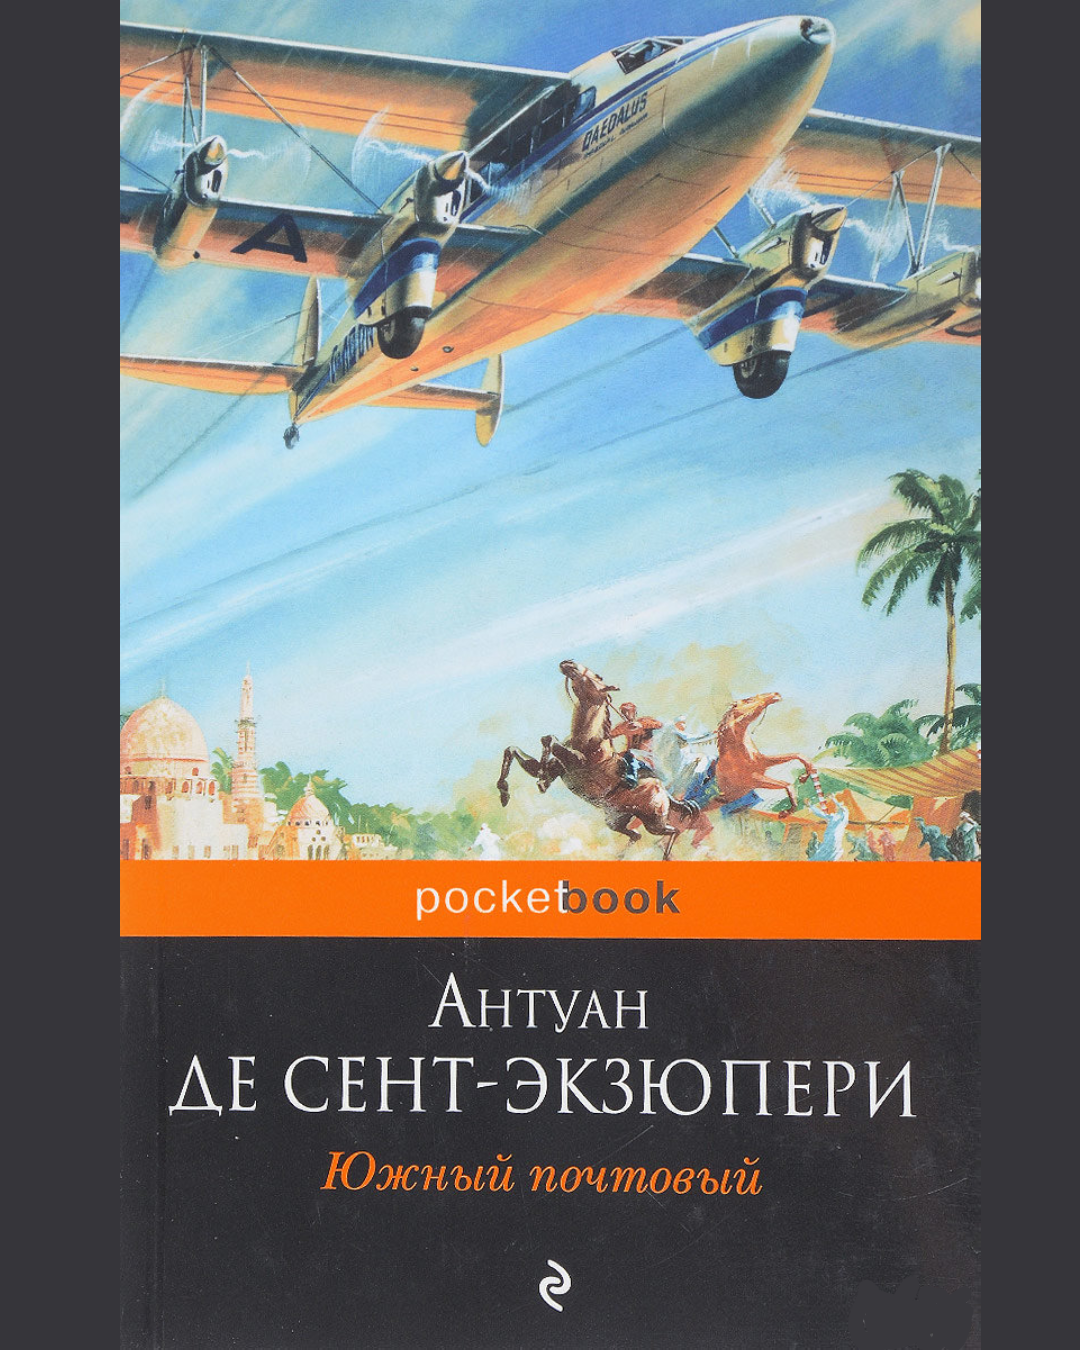 DAEDALUS
A
pocketbook
Антуан
де Сент-Экзюпери
Южный почтовый